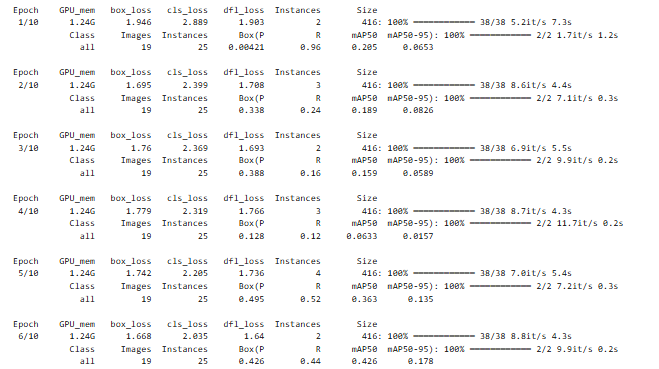 Epoch GPU_mem box_loss cls_loss dfl_loss Instances Size
1/10 1.24G 1.946 2.889 1.903 2 416: 100% ━━━━━━━━━━━━ 38/38 5.2it/s 7.3s
Class Images Instances Box(P R mAP50 mAP50-95): 100% ━━━━━━━━━━━━ 2/2 1.7it/s 1.2s
all 19 25 0.00421 0.96 0.205 0.0653
Epoch GPU_mem box_loss cls_loss dfl_loss Instances Size
2/10 1.24G 1.695 2.399 1.708 3 416: 100% ━━━━━━━━━━━━ 38/38 8.6it/s 4.4s
Class Images Instances Box(P R mAP50 mAP50-95): 100% ━━━━━━━━━━━━ 2/2 7.1it/s 0.3s
all 19 25 0.338 0.24 0.189 0.0826
Epoch GPU_mem box_loss cls_loss dfl_loss Instances Size
3/10 1.24G 1.76 2.369 1.693 2 416: 100% ━━━━━━━━━━━━ 38/38 6.9it/s 5.5s
Class Images Instances Box(P R mAP50 mAP50-95): 100% ━━━━━━━━━━━━ 2/2 9.9it/s 0.2s
all 19 25 0.388 0.16 0.159 0.0589
Epoch GPU_mem box_loss cls_loss dfl_loss Instances Size
4/10 1.24G 1.779 2.319 1.766 3 416: 100% ━━━━━━━━━━━━ 38/38 8.7it/s 4.3s
Class Images Instances Box(P R mAP50 mAP50-95): 100% ━━━━━━━━━━━━ 2/2 11.7it/s 0.2s
all 19 25 0.128 0.12 0.0633 0.0157
Epoch GPU_mem box_loss cls_loss dfl_loss Instances Size
5/10 1.24G 1.742 2.205 1.736 4 416: 100% ━━━━━━━━━━━━ 38/38 7.0it/s 5.4s
Class Images Instances Box(P R mAP50 mAP50-95): 100% ━━━━━━━━━━━━ 2/2 7.2it/s 0.3s
all 19 25 0.495 0.52 0.363 0.135
Epoch GPU_mem box_loss cls_loss dfl_loss Instances Size
6/10 1.24G 1.668 2.035 1.64 2 416: 100% ━━━━━━━━━━━━ 38/38 8.8it/s 4.3s
Class Images Instances Box(P R mAP50 mAP50-95): 100% ━━━━━━━━━━━━ 2/2 9.9it/s 0.2s
all 19 25 0.426 0.44 0.426 0.178